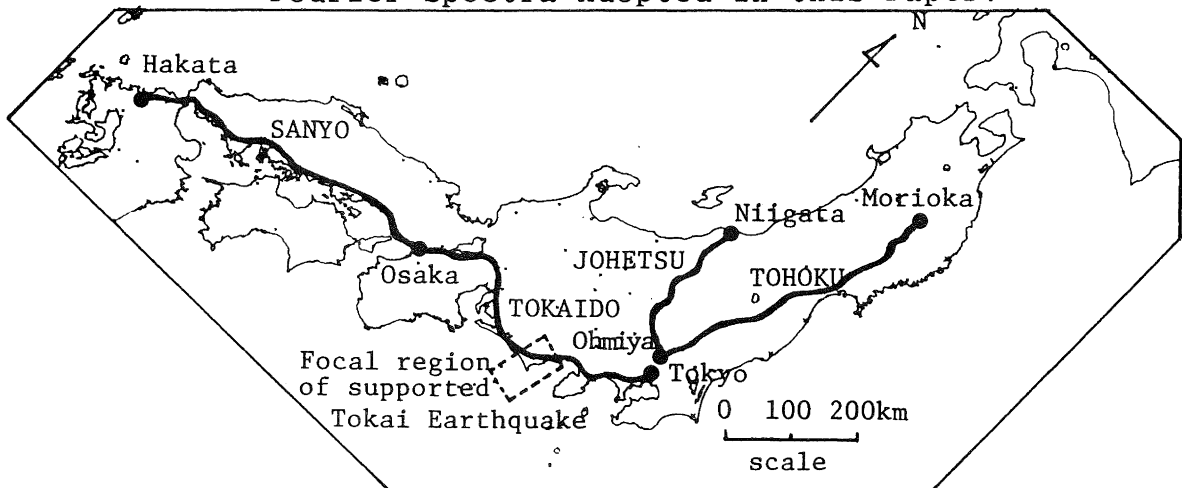 Fourier Spectra Adopted in this Paper.
N
Hakata
SANYO
Morioka
Niigata
JOHETSU
Osaka
TOHOKU
TOKAIDO
Ohmiya
Focal region
of supported
Tokai Earthquake
Tokyo
0 100 200km
scale